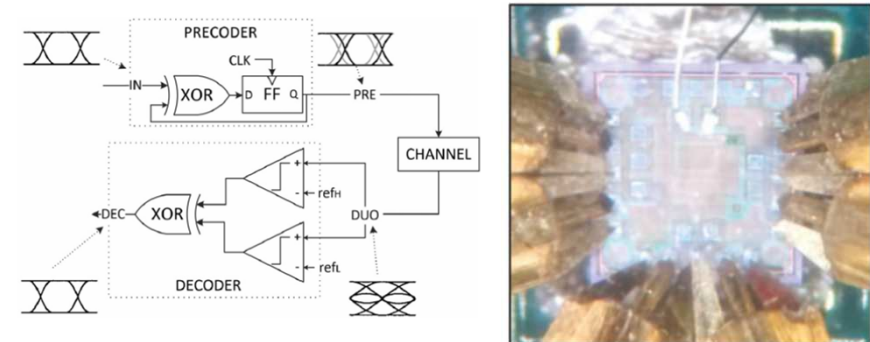 PRECODER
CLK
IN
XOR
D
FF
Q
PRE
CHANNEL
DEC
XOR
+
-
refH
DUO
+
-
refL
DECODER